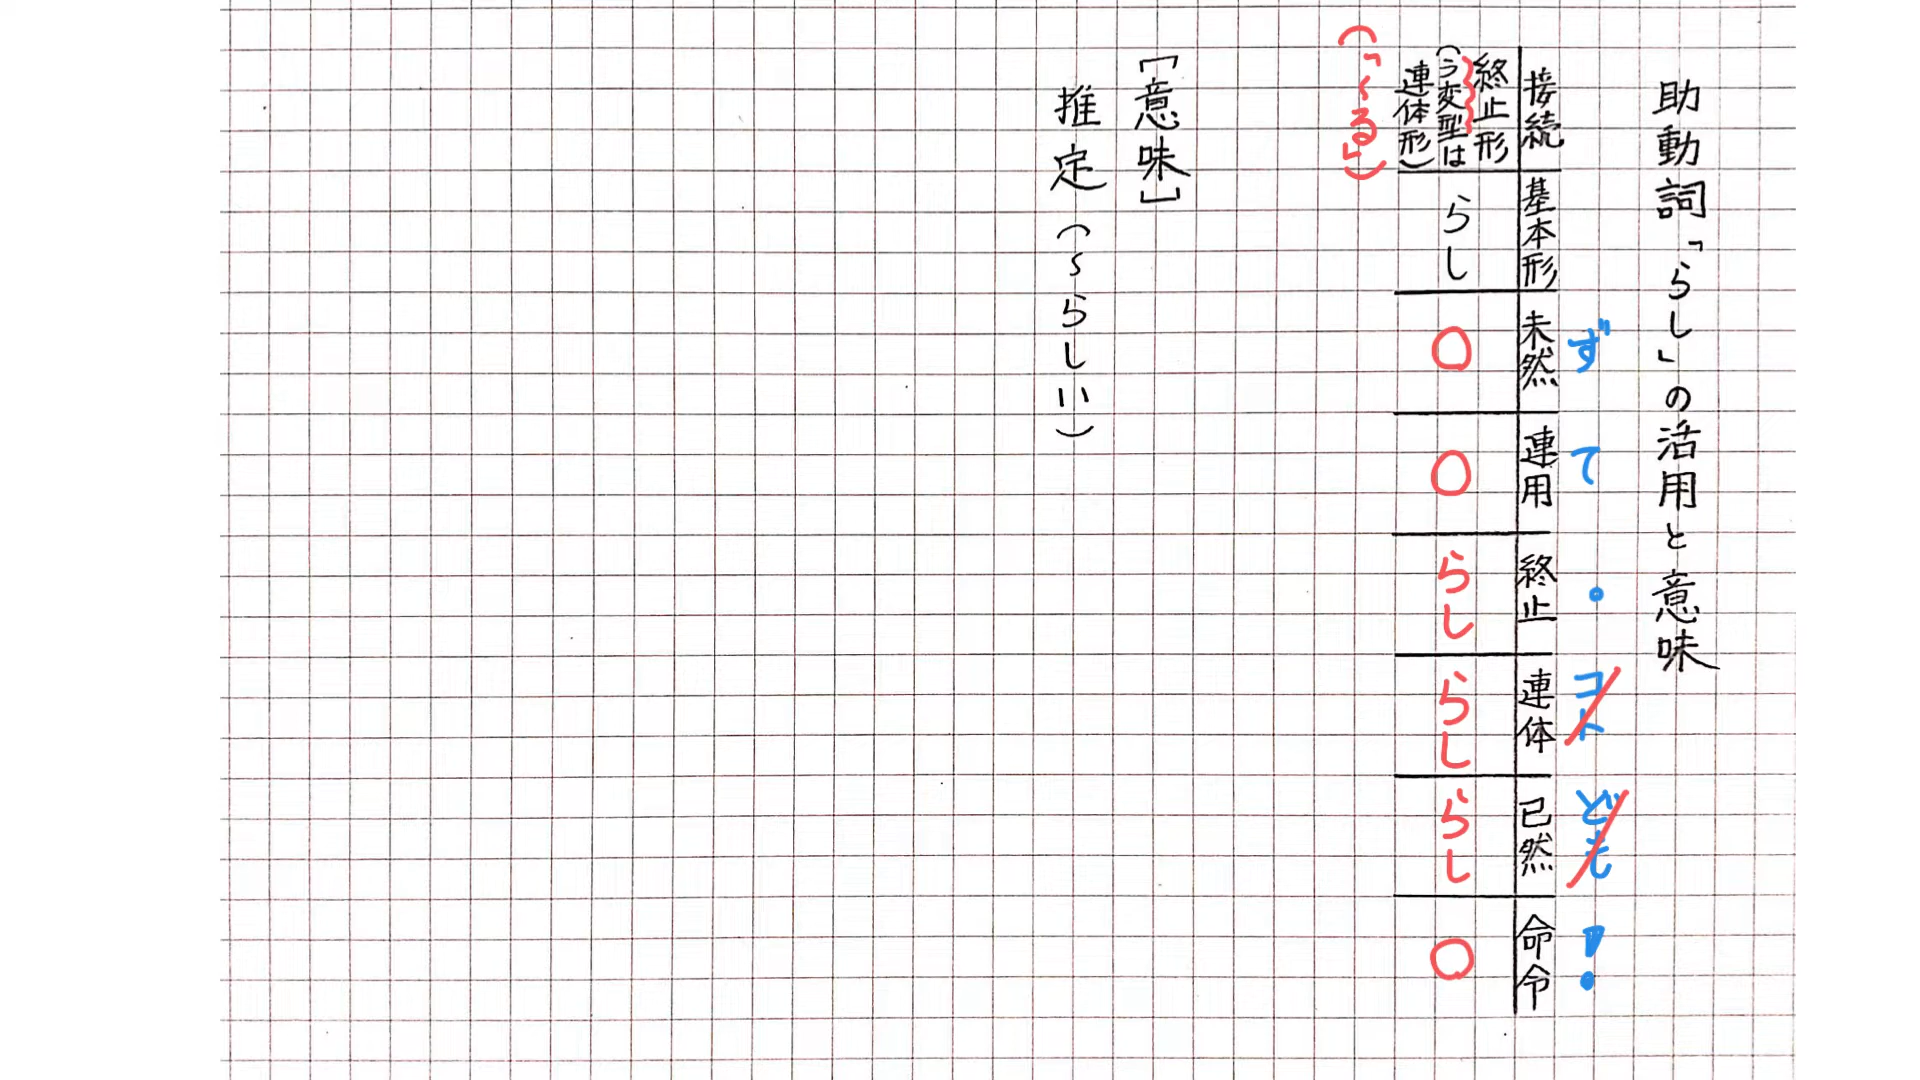 助動詞「らし」の活用と意味
ず て 。 コト ども !
接続 基本形 未然 連用 終止 連体 已然 命令
終止形
(ラ変型は
連体形)
らし ○ ○ らし らし らし ○
(「〜る」)
[意味]
推定(〜らしい)